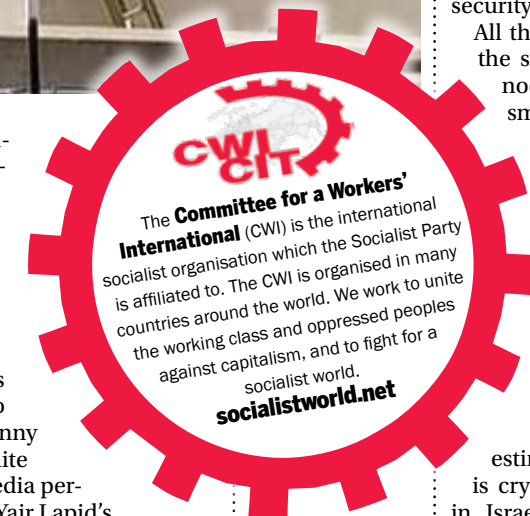 security
All th
the s
no
sm
CWI
CIT
The Committee for a Workers'
International (CWI) is the international
socialist organisation which the Socialist Party
is affiliated to. The CWI is organised in many
countries around the world. We work to unite
the working class and oppressed peoples
against capitalism, and to fight for a
socialist world.
socialistworld.net
s
nny
ite
edia per-
Yair Lapid's
estin
is cry
in Israe